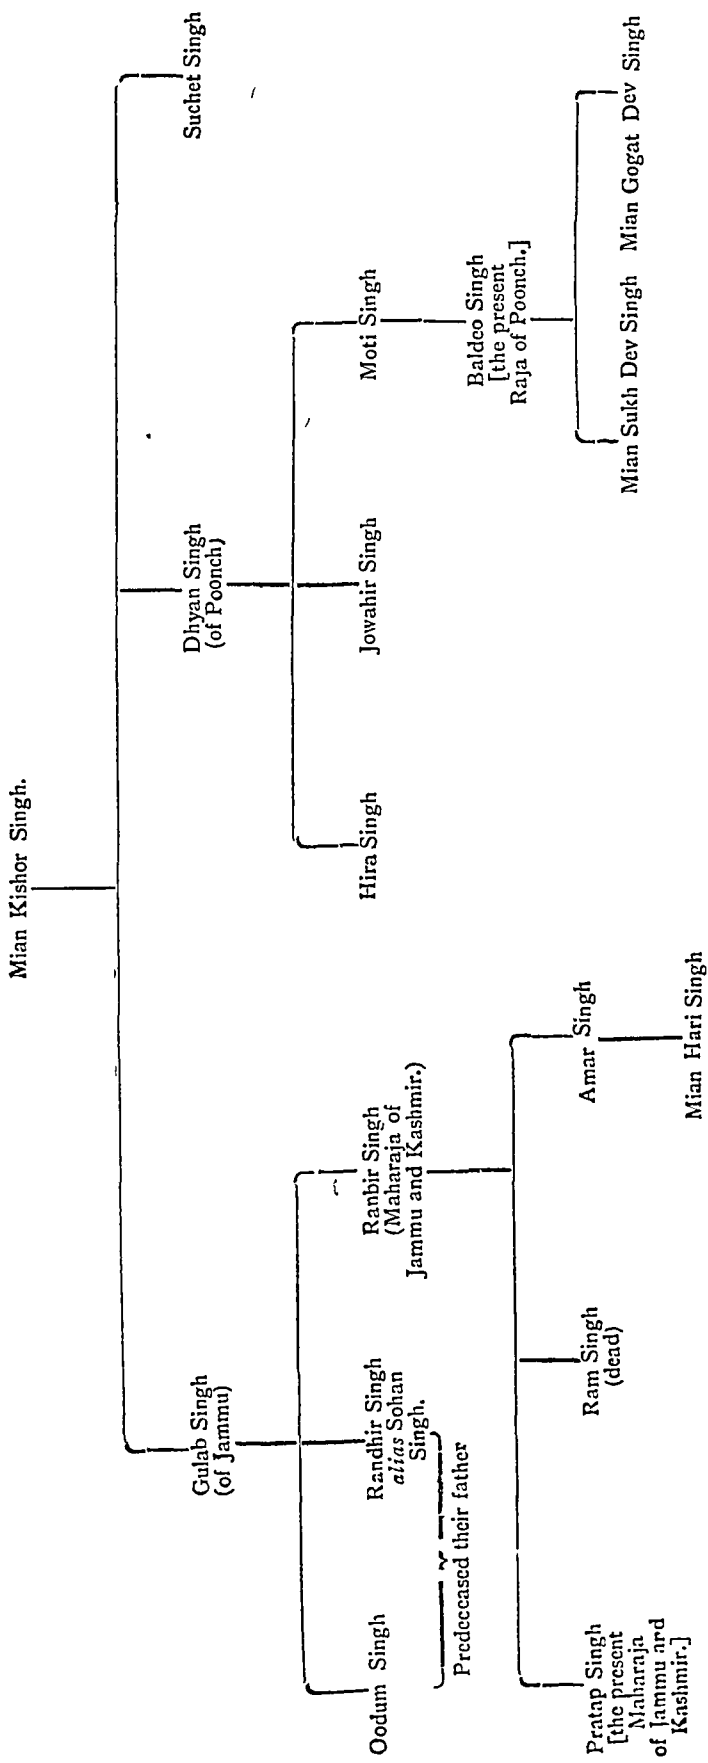 Mian Kishor Singh.
Gulab Singh
(of Jammu)
Dhyan Singh
(of Poonch)
Suchet Singh
Oodum Singh
Randhir Singh
alias Sohan
Singh.
Predeceased their father
Ranbir Singh
(Maharaja of
Jammu and Kashmir.)
Hira Singh
Jowahir Singh
Moti Singh
Baldeo Singh
[the present
Raja of Poonch.]
Pratap Singh
[the present
Maharaja
of Jammu and
Kashmir.]
Ram Singh
(dead)
Amar Singh
Mian Sukh Dev Singh
Mian Gogat Dev Singh
Mian Hari Singh